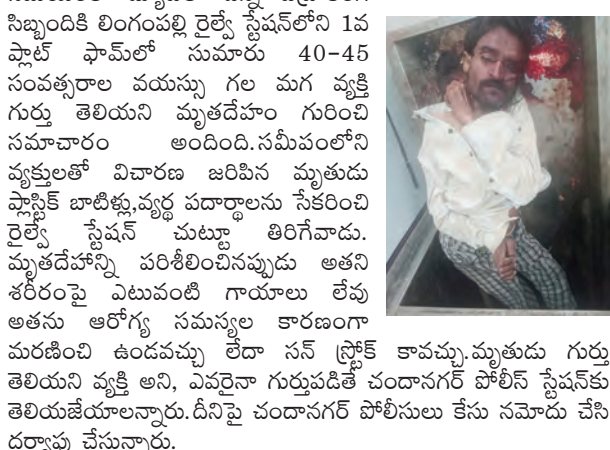 సిబ్బందికి లింగంపల్లి రైల్వే స్టేషన్‌లోని 1వ
ప్లాట్ ఫామ్‌లో సుమారు 40-45
సంవత్సరాల వయస్సు గల మగ వ్యక్తి
గుర్తు తెలియని మృతదేహం గురించి
సమాచారం అందింది.సమీపంలోని
వ్యక్తులతో విచారణ జరిపిన మృతుడు
ప్లాస్టిక్ బాటిళ్లు,వ్యర్థ పదార్థాలను సేకరించి
రైల్వే స్టేషన్ చుట్టూ తిరిగేవాడు.
మృతదేహాన్ని పరిశీలించినప్పుడు అతని
శరీరంపై ఎటువంటి గాయాలు లేవు
అతను ఆరోగ్య సమస్యల కారణంగా
మరణించి ఉండవచ్చు లేదా సన్ స్ట్రోక్ కావచ్చు.మృతుడు గుర్తు
తెలియని వ్యక్తి అని, ఎవరైనా గుర్తుపడితే చందానగర్ పోలీస్ స్టేషన్‌కు
తెలియజేయాలన్నారు.దీనిపై చందానగర్ పోలీసులు కేసు నమోదు చేసి
దర్యాప్తు చేస్తున్నారు.